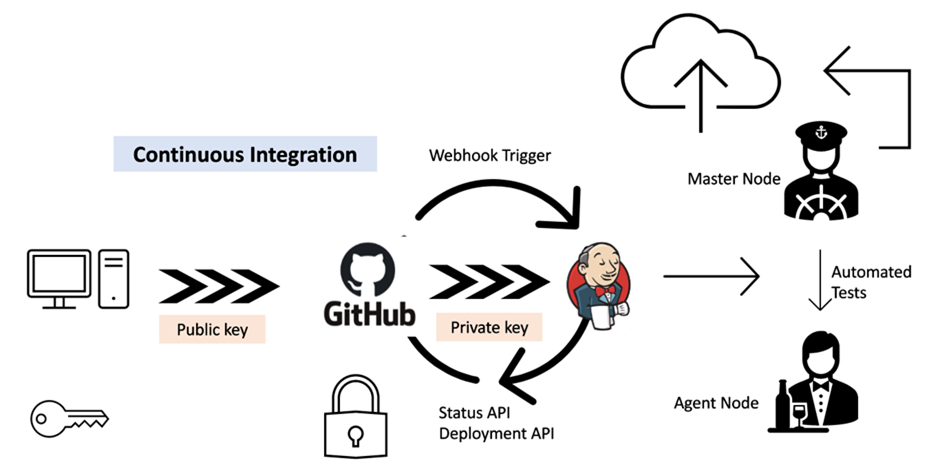 Continuous Integration
Webhook Trigger
Master Node
GitHub
Public key
Private key
Automated
Tests
Status API
Deployment API
Agent Node